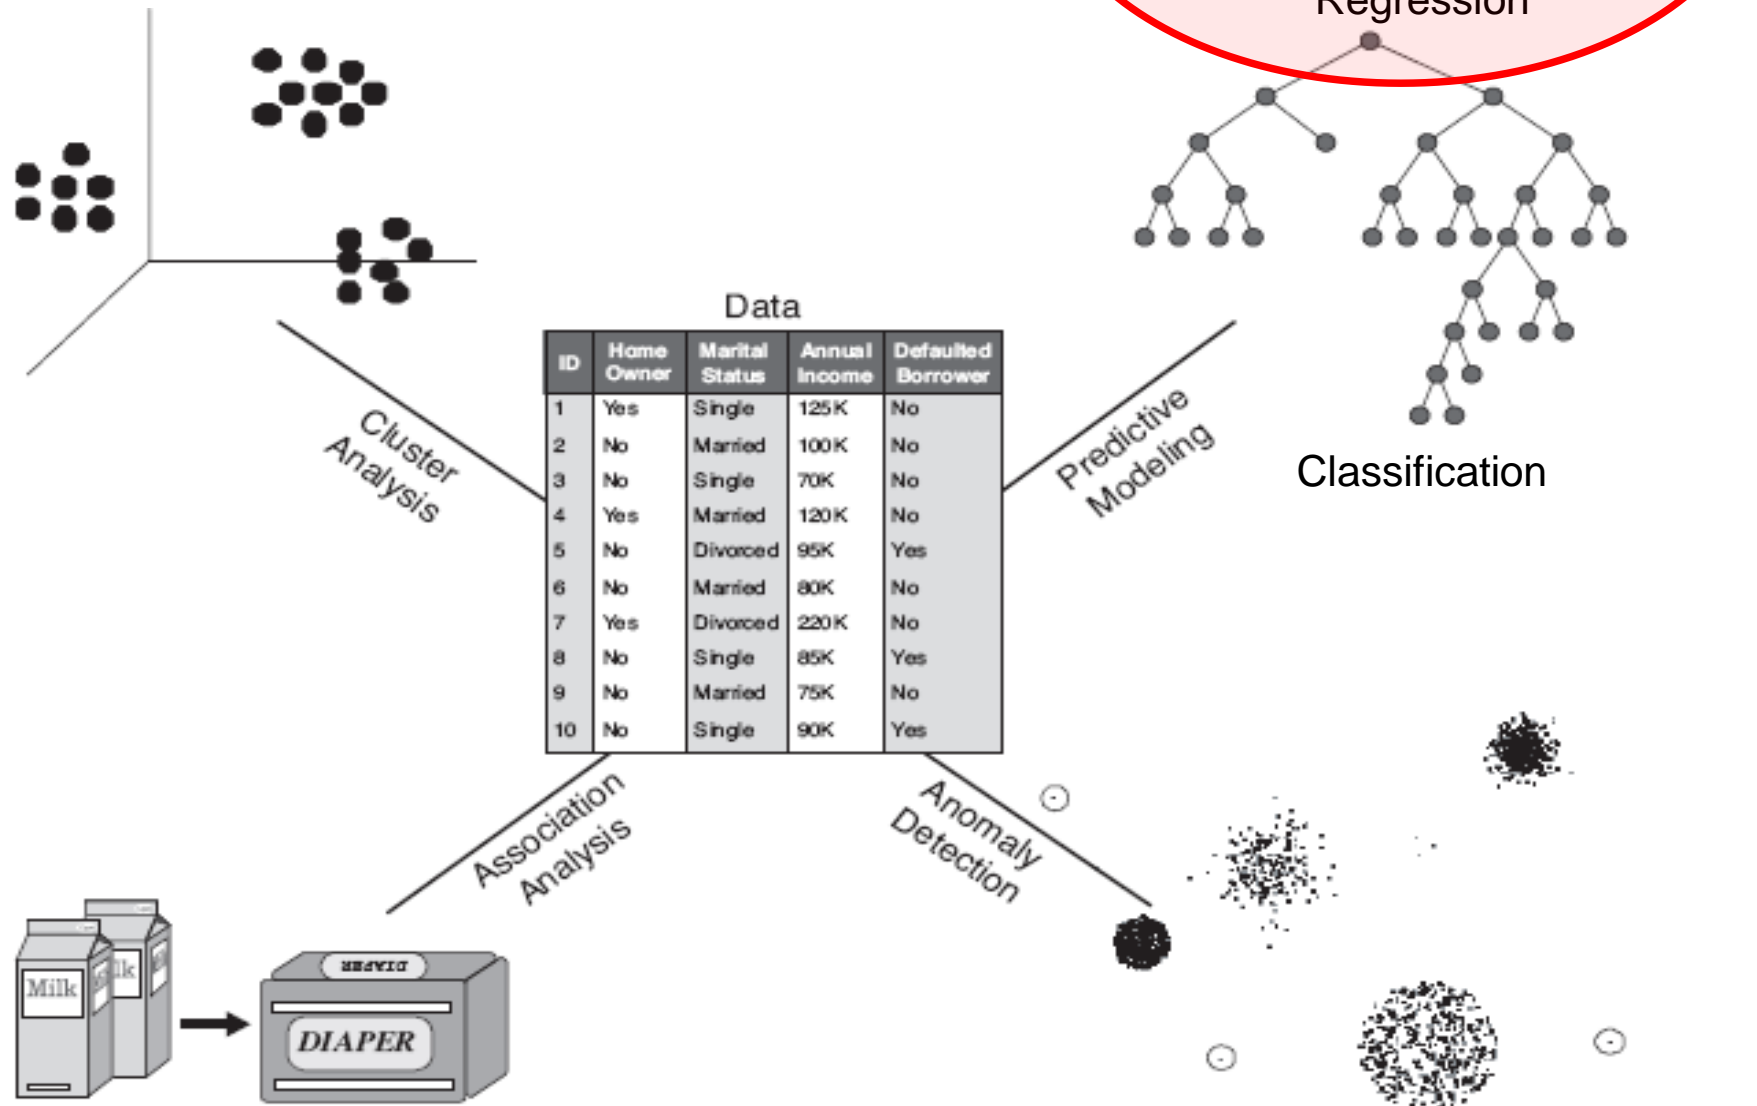 Regression
Data
ID Home Owner Marital Status Annual Income Defaulted Borrower
1 Yes Single 125K No
2 No Married 100K No
3 No Single 70K No
4 Yes Married 120K No
5 No Divorced 95K Yes
6 No Married 80K No
7 Yes Divorced 220K No
8 No Single 85K Yes
9 No Married 75K No
10 No Single 90K Yes
Cluster
Analysis
Predictive
Modeling
Classification
Association
Analysis
Anomaly
Detection
Milk
lk
DIAPER
DIAPER